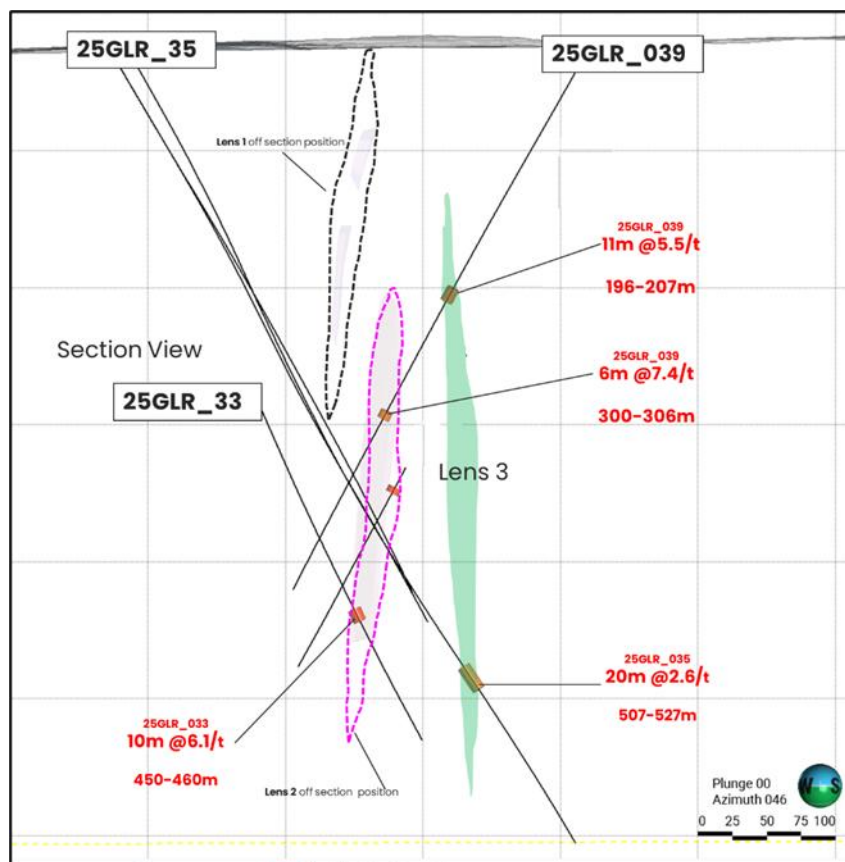 25GLR_35
25GLR_039
Lens 1 off section position
25GLR_039
11m @5.5/t
196-207m
Section View
25GLR_039
6m @7.4/t
300-306m
25GLR_33
Lens 3
25GLR_035
20m @2.6/t
507-527m
25GLR_033
10m @6.1/t
450-460m
Lens 2 off section position
Plunge 00
Azimuth 046
W S
0 25 50 75 100